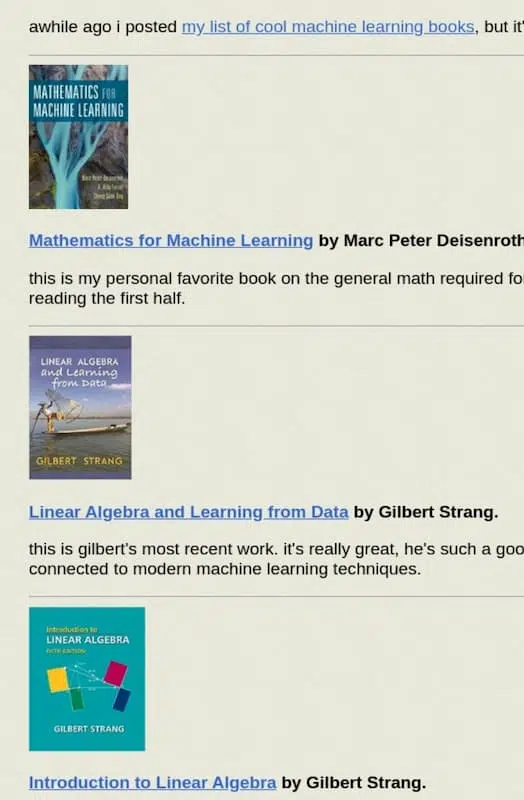 awhile ago i posted my list of cool machine learning books, but it'
MATHEMATICS FOR
MACHINE LEARNING
Marc Peter Deisenroth
A. Aldo Faisal
Cheng Soon Ong
Mathematics for Machine Learning by Marc Peter Deisenroth
this is my personal favorite book on the general math required fo
reading the first half.
LINEAR ALGEBRA
and Learning
from Data
GILBERT STRANG
Linear Algebra and Learning from Data by Gilbert Strang.
this is gilbert's most recent work. it's really great, he's such a goo
connected to modern machine learning techniques.
Introduction to
LINEAR ALGEBRA
FIFTH EDITION
GILBERT STRANG
Introduction to Linear Algebra by Gilbert Strang.